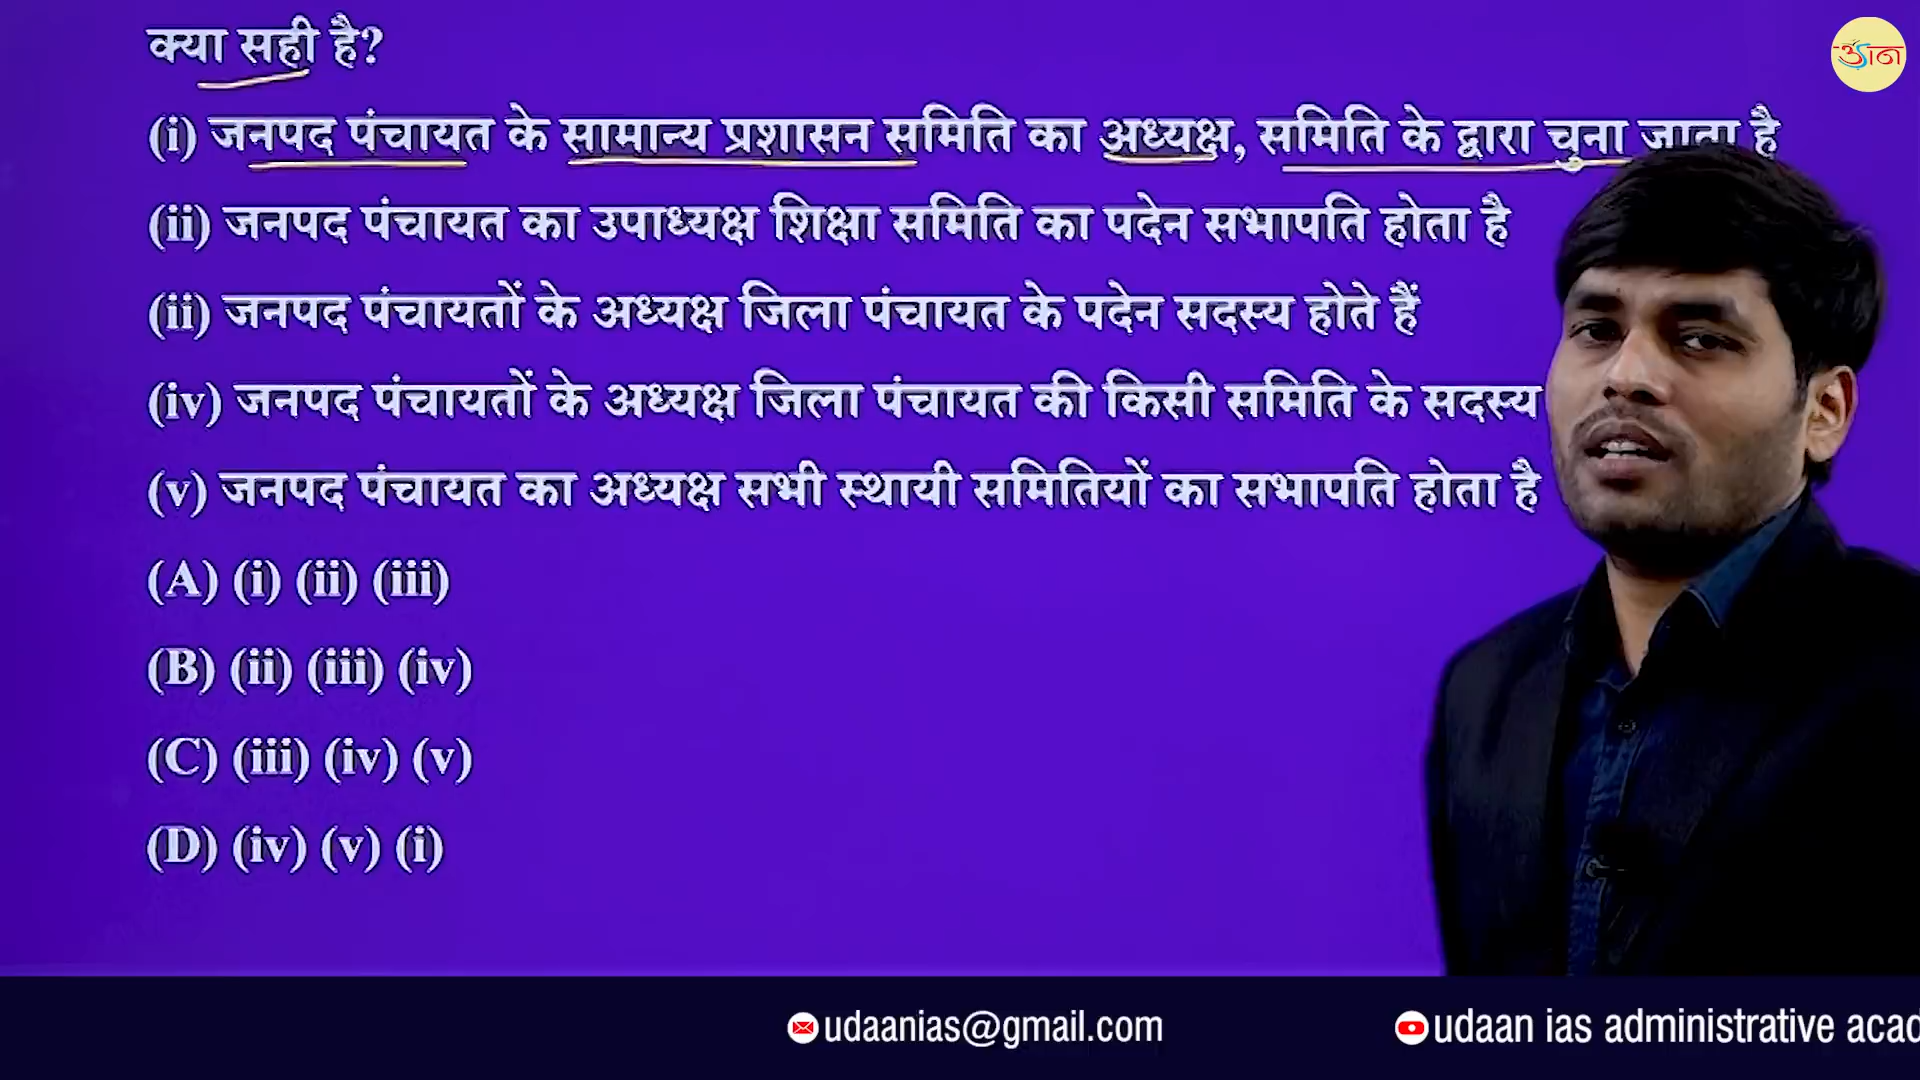 क्या सही है?
उड़ान
(i) जनपद पंचायत के सामान्य प्रशासन समिति का अध्यक्ष, समिति के द्वारा चुना जाता है
(ii) जनपद पंचायत का उपाध्यक्ष शिक्षा समिति का पदेन सभापति होता है
(ii) जनपद पंचायतों के अध्यक्ष जिला पंचायत के पदेन सदस्य होते हैं
(iv) जनपद पंचायतों के अध्यक्ष जिला पंचायत की किसी समिति के सदस्य
(v) जनपद पंचायत का अध्यक्ष सभी स्थायी समितियों का सभापति होता है
(A) (i) (ii) (iii)
(B) (ii) (iii) (iv)
(C) (iii) (iv) (v)
(D) (iv) (v) (i)
udaanias@gmail.com
udaan ias administrative acad